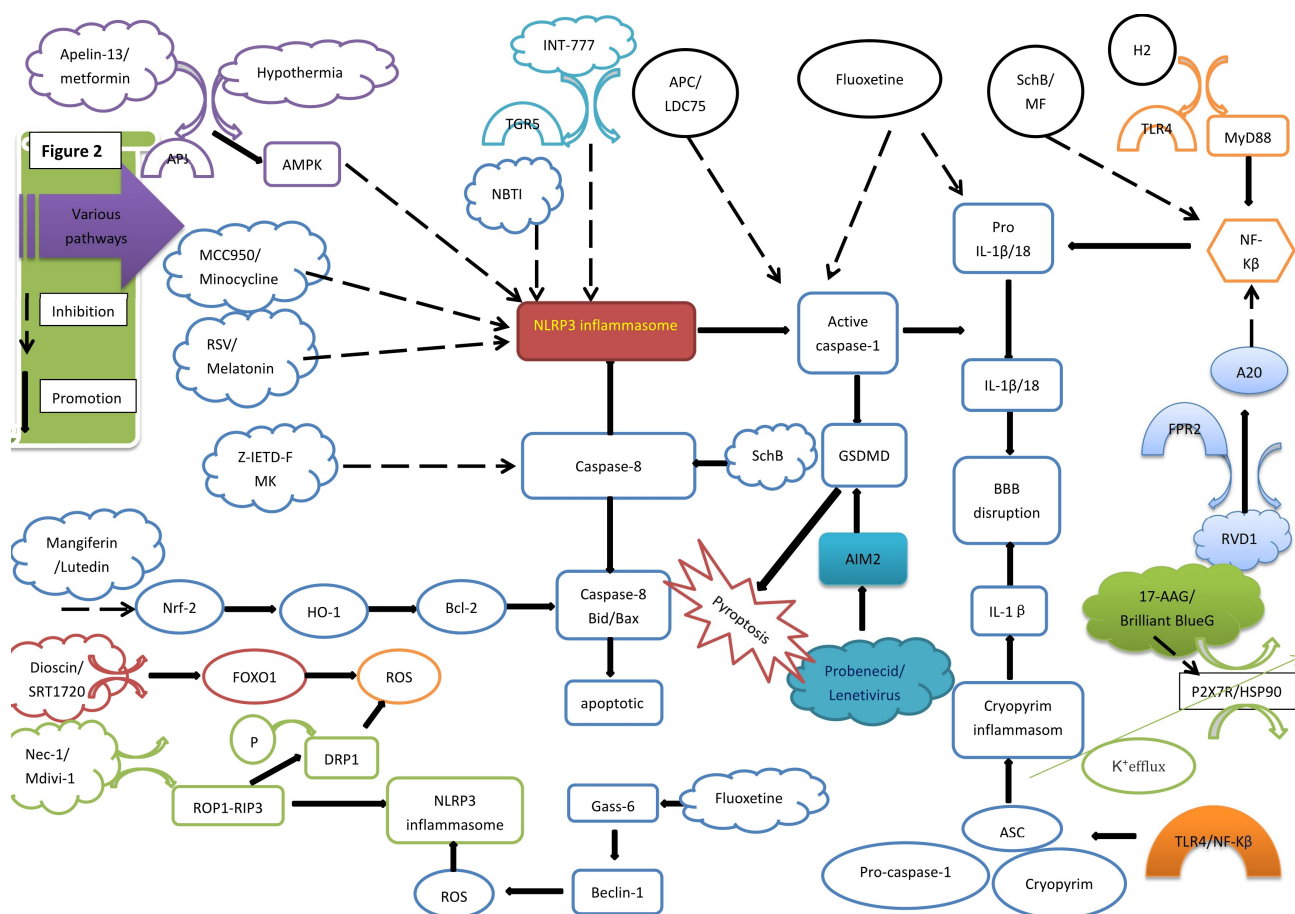 Apelin-13/
metformin
Hypothermia
INT-777
APC/
LDC75
Fluoxetine
SchB/
MF
H2
TGR5
TLR4
MyD88
Figure 2
APJ
AMPK
NBTI
Various
pathways
Pro
IL-1β/18
NF-
Kβ
MCC950/
Minocycline
Inhibition
NLRP3 inflammasome
Active
caspase-1
RSV/
Melatonin
Promotion
IL-1β/18
A20
FPR2
Z-IETD-F
MK
Caspase-8
SchB
GSDMD
BBB
disruption
RVD1
Mangiferin
/Lutedin
AIM2
Nrf-2
HO-1
Bcl-2
Caspase-8
Bid/Bax
Pyroptosis
IL-1 β
17-AAG/
Brilliant BlueG
Dioscin/
SRT1720
FOXO1
ROS
apoptotic
Probenecid/
Lenetivirus
P2X7R/HSP90
Cryopyrim
inflammasom
Nec-1/
Mdivi-1
P
DRP1
K⁺efflux
ROP1-RIP3
NLRP3
inflammasome
Gass-6
Fluoxetine
ASC
TLR4/NF-Kβ
Pro-caspase-1
Cryopyrim
ROS
Beclin-1